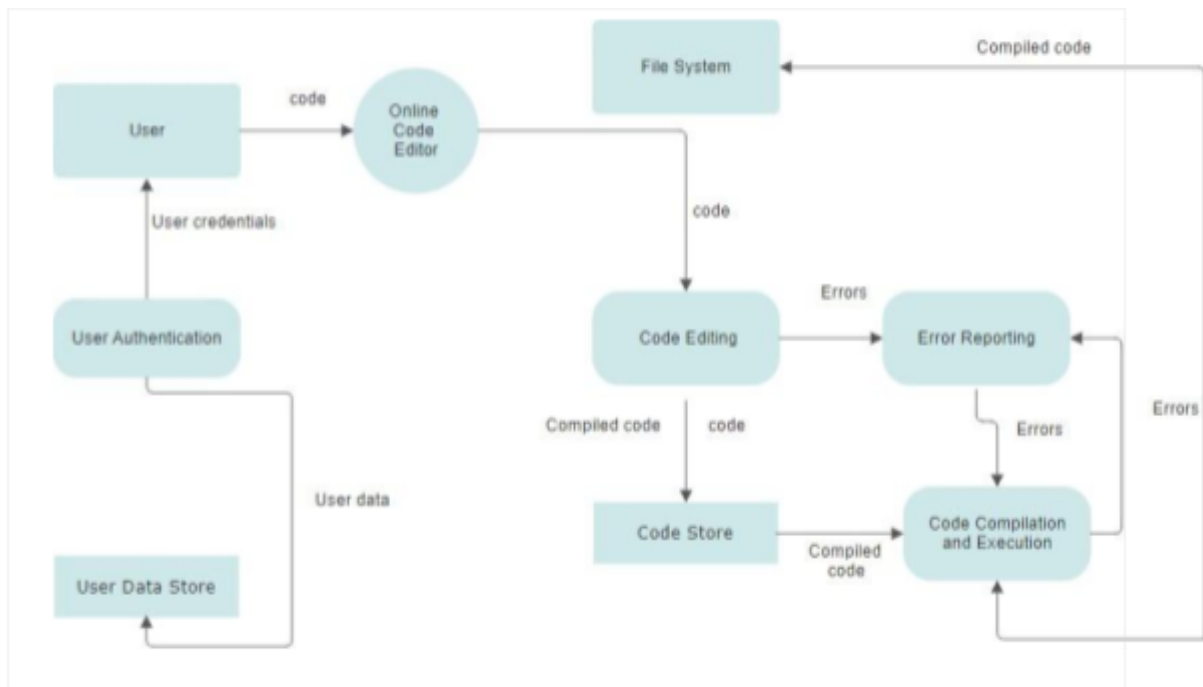 Compiled code
File System
code
Online
Code
Editor
User
code
User credentials
Errors
User Authentication
Code Editing
Error Reporting
Errors
Compiled code
code
Errors
User data
Code Store
Code Compilation
and Execution
Compiled
code
User Data Store